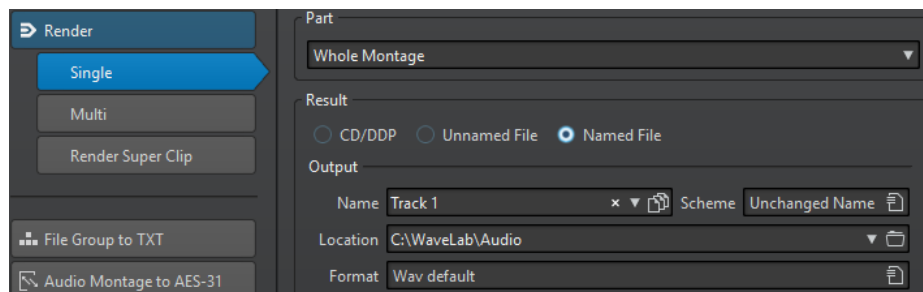 Render
Single
Multi
Render Super Clip
File Group to TXT
Audio Montage to AES-31
Part
Whole Montage
Result
CD/DDP Unnamed File Named File
Output
Name Track 1 Scheme Unchanged Name
Location C:\WaveLab\Audio
Format Wav default